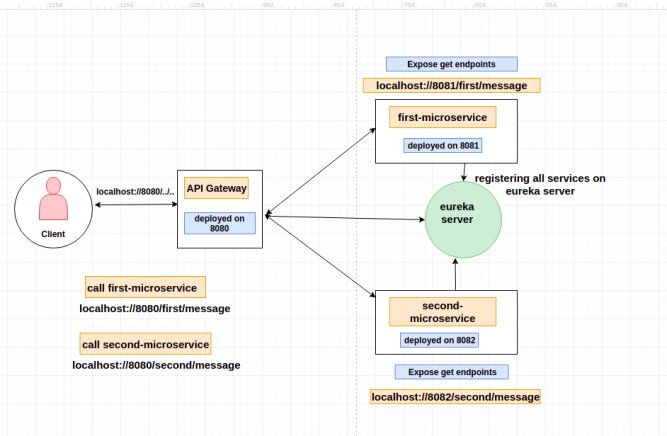 -1254 -1154 -1054 -954 -854 -754 -654 -554 -454
Expose get endpoints
localhost://8081/first/message
first-microservice
deployed on 8081
registering all services on
eureka server
localhost://8080/../..
API Gateway
deployed on
8080
Client
eureka
server
call first-microservice
localhost://8080/first/message
call second-microservice
localhost://8080/second/message
second-
microservice
deployed on 8082
Expose get endpoints
localhost://8082/second/message